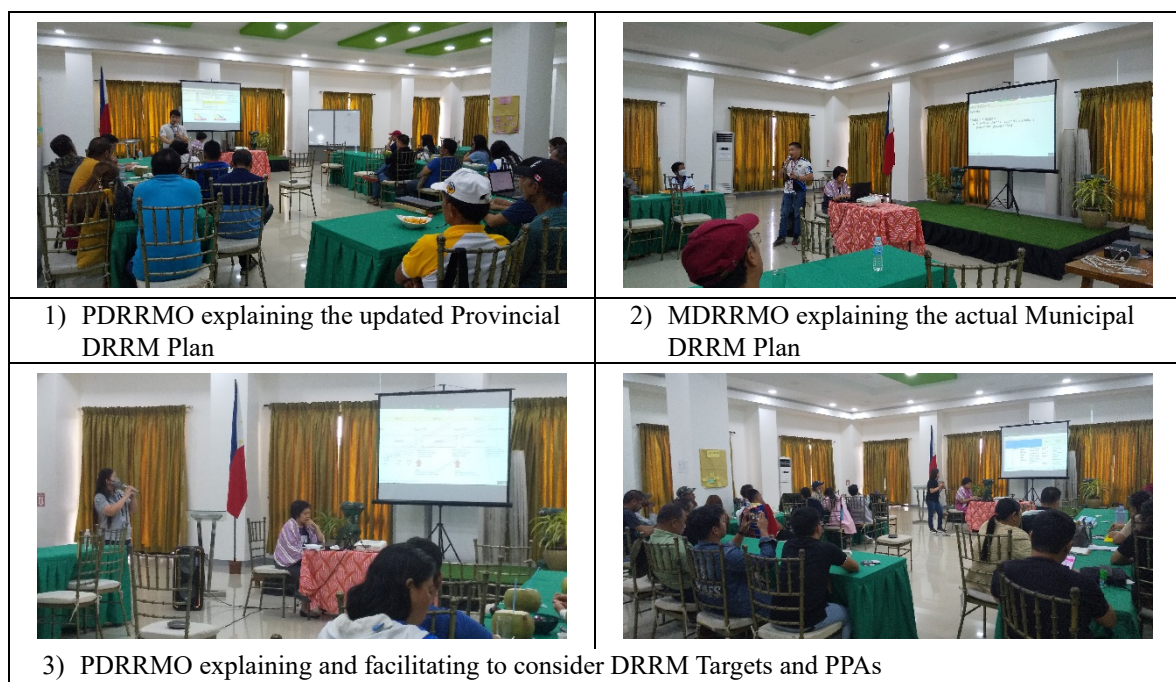 1) PDRRMO explaining the updated Provincial
DRRM Plan
2) MDRRMO explaining the actual Municipal
DRRM Plan
3) PDRRMO explaining and facilitating to consider DRRM Targets and PPAs